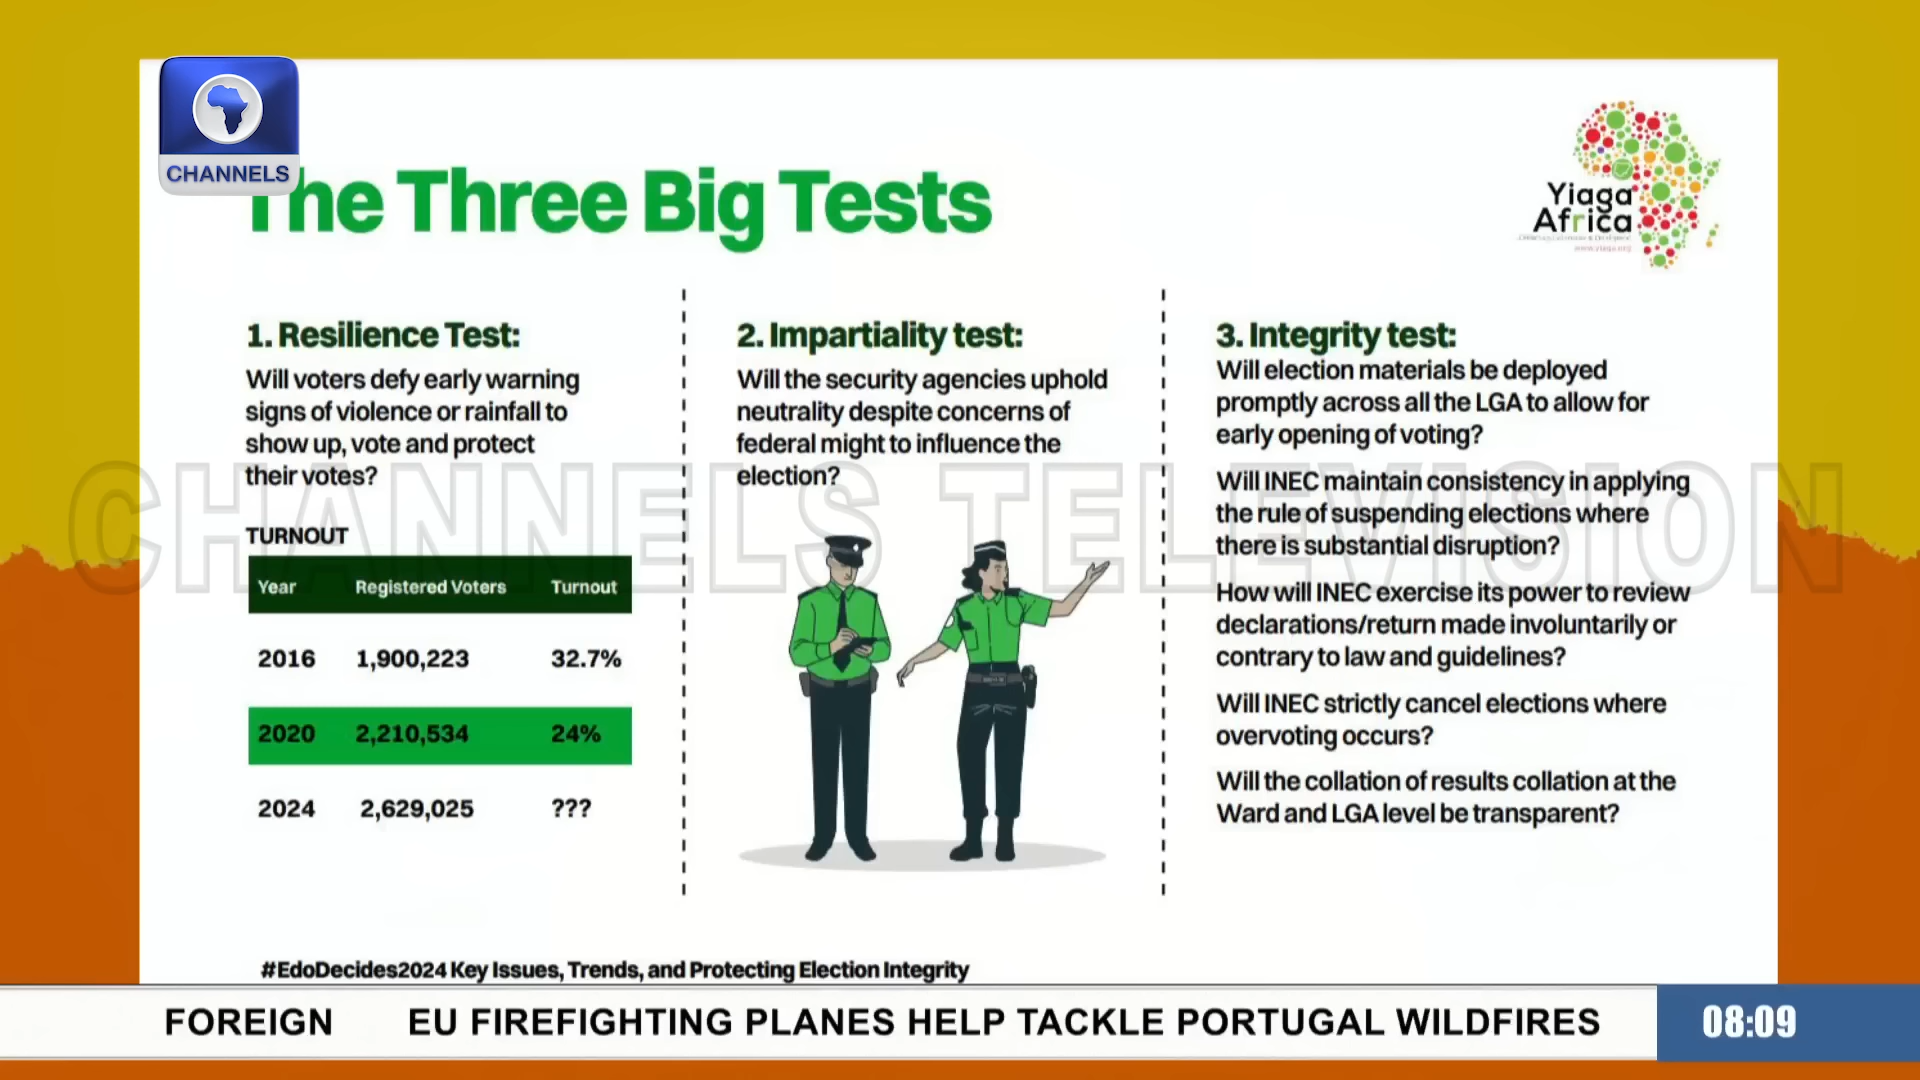 CHANNELS
The Three Big Tests
Yiaga
Africa
www.yiaga.org
1. Resilience Test:
Will voters defy early warning
signs of violence or rainfall to
show up, vote and protect
their votes?
TURNOUT
Year Registered Voters Turnout
2016 1,900,223 32.7%
2020 2,210,534 24%
2024 2,629,025 ???
2. Impartiality test:
Will the security agencies uphold
neutrality despite concerns of
federal might to influence the
election?
3. Integrity test:
Will election materials be deployed
promptly across all the LGA to allow for
early opening of voting?
Will INEC maintain consistency in applying
the rule of suspending elections where
there is substantial disruption?
How will INEC exercise its power to review
declarations/return made involuntarily or
contrary to law and guidelines?
Will INEC strictly cancel elections where
overvoting occurs?
Will the collation of results collation at the
Ward and LGA level be transparent?
CHANNELS TELEVISION
#EdoDecides2024 Key Issues, Trends, and Protecting Election Integrity
FOREIGN EU FIREFIGHTING PLANES HELP TACKLE PORTUGAL WILDFIRES
08:09